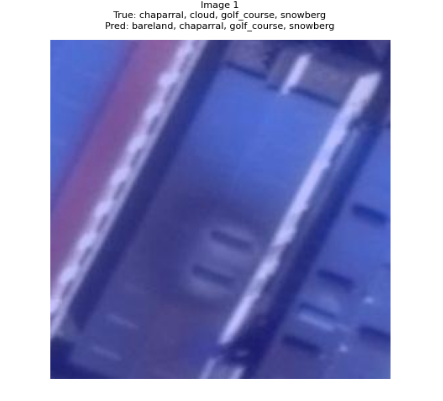 Image 1
True: chaparral, cloud, golf_course, snowberg
Pred: bareland, chaparral, golf_course, snowberg